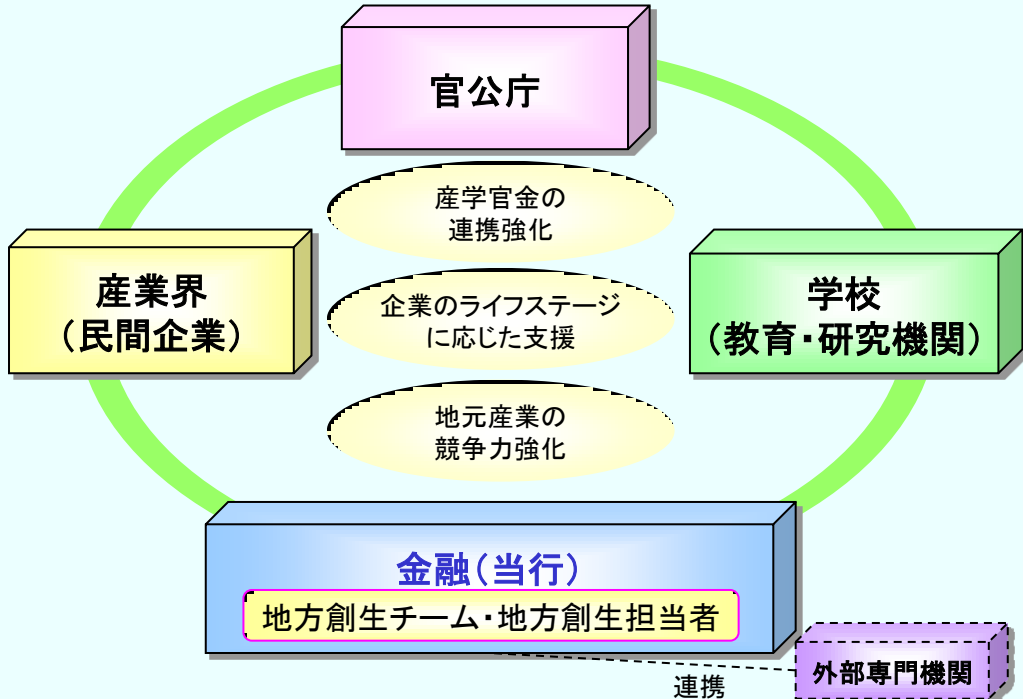 官公庁
産学官金の
連携強化
産業界
（民間企業）
企業のライフステージ
に応じた支援
学校
（教育・研究機関）
地元産業の
競争力強化
金融（当行）
地方創生チーム・地方創生担当者
外部専門機関
連携